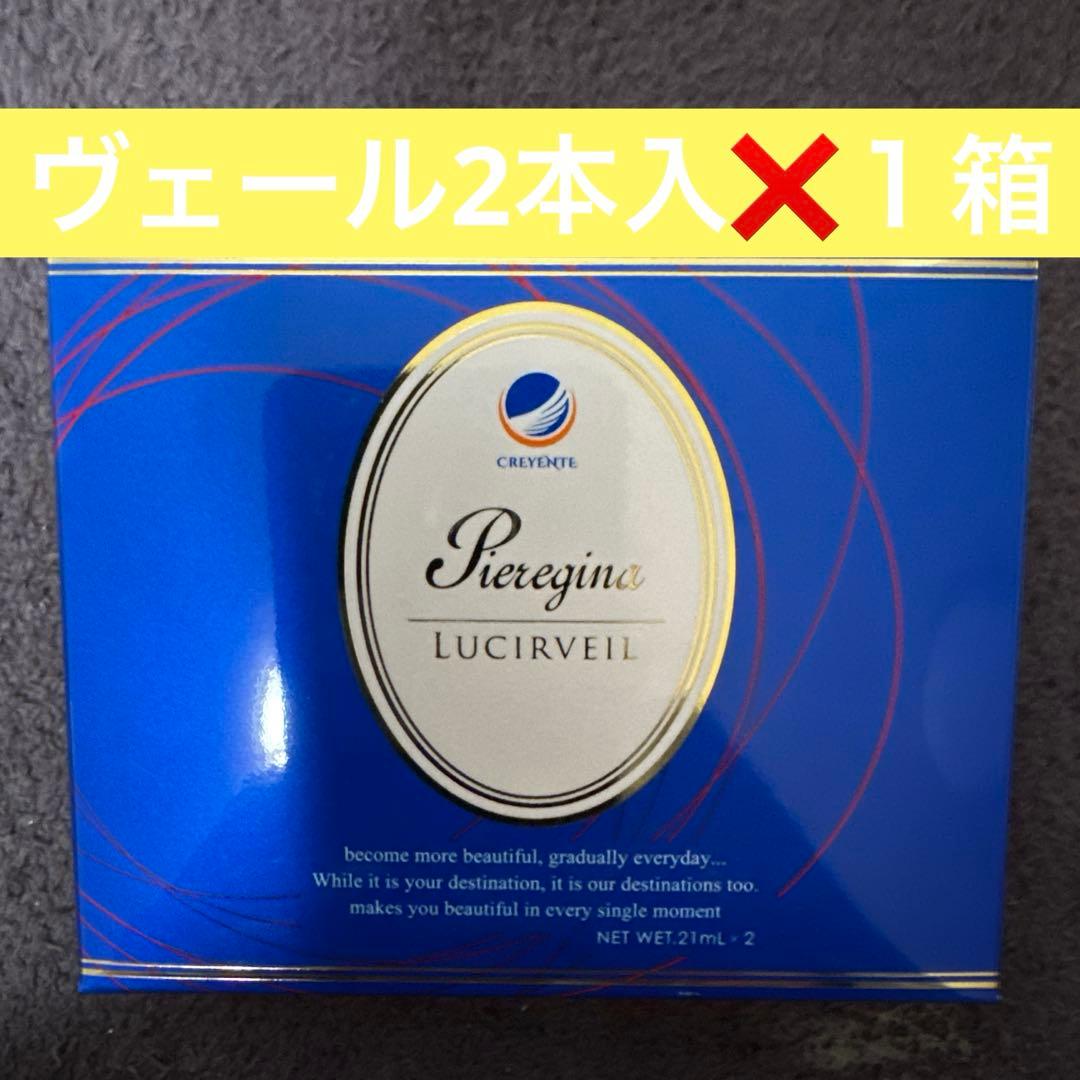 ヴェール2本入❌１箱
CREYENTE
Pieregina
LUCIRVEIL
become more beautiful, gradually everyday...
While it is your destination, it is our destinations too.
makes you beautiful in every single moment
NET WET.21mL×2